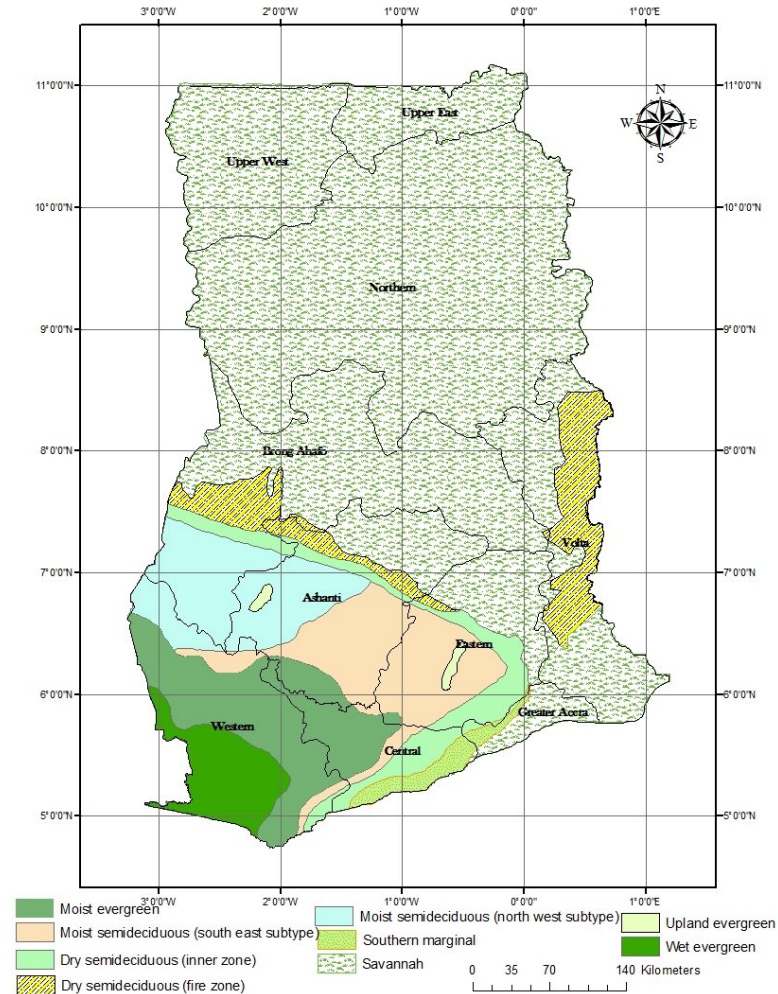 3°0'0"W 2°0'0"W 1°0'0"W 0°0'0" 1°0'0"E
11°0'0"N 11°0'0"N
N
W E
S
Upper East
Upper West
10°0'0"N 10°0'0"N
Northern
9°0'0"N 9°0'0"N
8°0'0"N 8°0'0"N
Brong Ahafo
Volta
7°0'0"N 7°0'0"N
Ashanti
Eastern
6°0'0"N 6°0'0"N
Western
Greater Accra
Central
5°0'0"N 5°0'0"N
3°0'0"W 2°0'0"W 1°0'0"W 0°0'0" 1°0'0"E
Moist evergreen
Moist semideciduous (south east subtype)
Dry semideciduous (inner zone)
Dry semideciduous (fire zone)
Moist semideciduous (north west subtype)
Southern marginal
Savannah
Upland evergreen
Wet evergreen
0 35 70 140 Kilometers